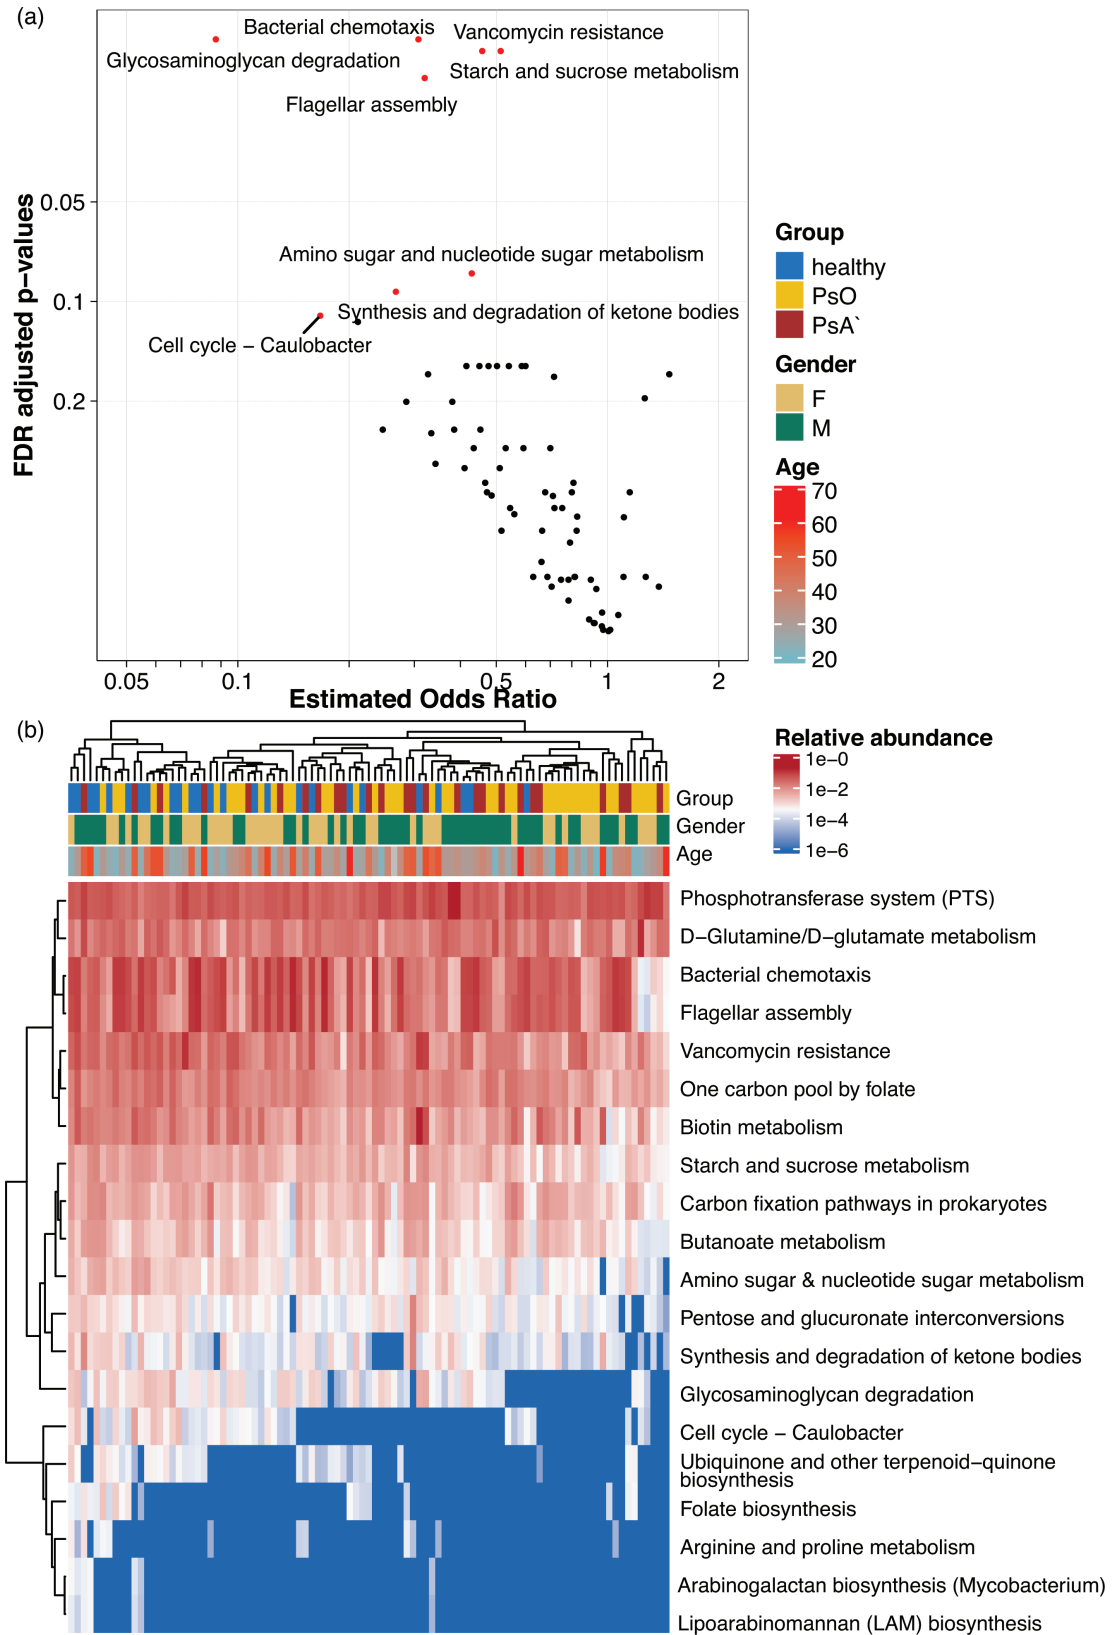 (a)
Bacterial chemotaxis
Vancomycin resistance
Glycosaminoglycan degradation
Starch and sucrose metabolism
Flagellar assembly
0.05
Amino sugar and nucleotide sugar metabolism
0.1
Synthesis and degradation of ketone bodies
Cell cycle – Caulobacter
0.2
FDR adjusted p−values
0.05
0.1
0.5
1
2
Estimated Odds Ratio
Group
healthy
PsO
PsA`
Gender
F
M
Age
70
60
50
40
30
20
(b)
Relative abundance
1e−0
1e−2
1e−4
1e−6
Group
Gender
Age
Phosphotransferase system (PTS)
D−Glutamine/D−glutamate metabolism
Bacterial chemotaxis
Flagellar assembly
Vancomycin resistance
One carbon pool by folate
Biotin metabolism
Starch and sucrose metabolism
Carbon fixation pathways in prokaryotes
Butanoate metabolism
Amino sugar & nucleotide sugar metabolism
Pentose and glucuronate interconversions
Synthesis and degradation of ketone bodies
Glycosaminoglycan degradation
Cell cycle − Caulobacter
Ubiquinone and other terpenoid−quinone
biosynthesis
Folate biosynthesis
Arginine and proline metabolism
Arabinogalactan biosynthesis (Mycobacterium)
Lipoarabinomannan (LAM) biosynthesis